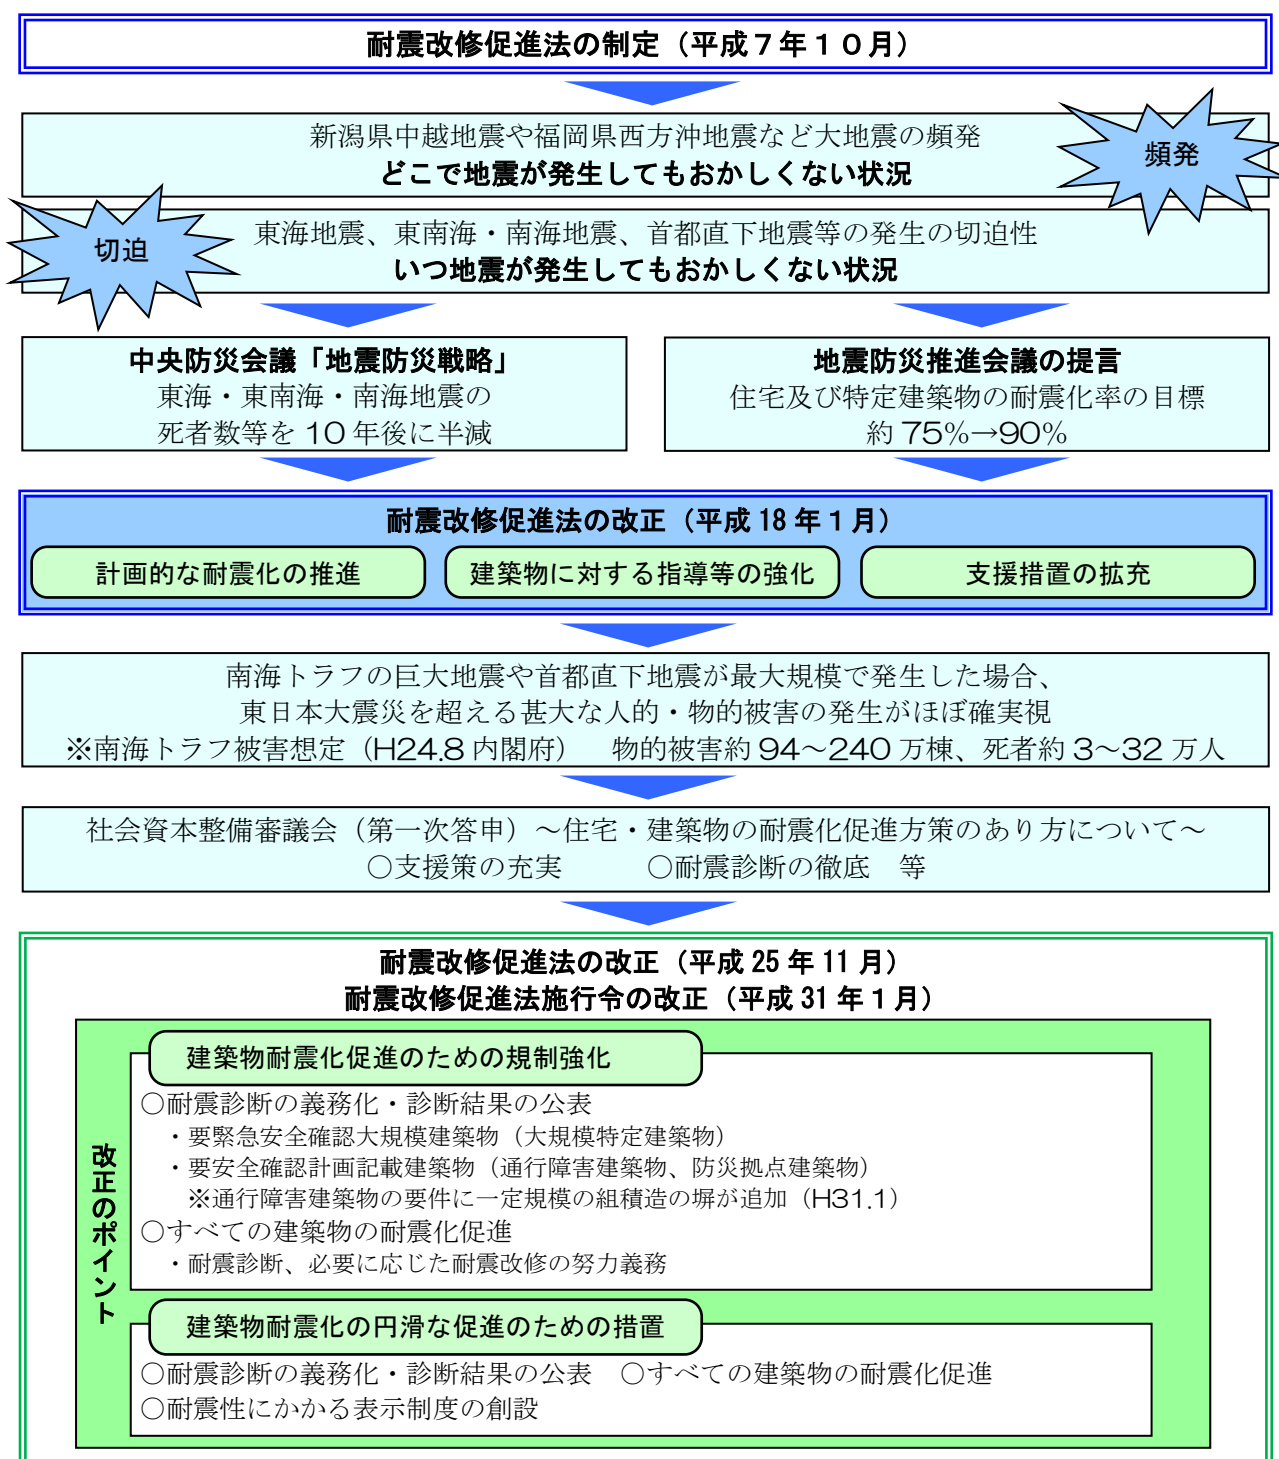 耐震改修促進法の制定（平成７年１０月）
新潟県中越地震や福岡県西方沖地震など大地震の頻発
どこで地震が発生してもおかしくない状況
頻発
切迫
東海地震、東南海・南海地震、首都直下地震等の発生の切迫性
いつ地震が発生してもおかしくない状況
中央防災会議「地震防災戦略」
東海・東南海・南海地震の
死者数等を 10 年後に半減
地震防災推進会議の提言
住宅及び特定建築物の耐震化率の目標
約 75%→90%
耐震改修促進法の改正（平成 18 年１月）
計画的な耐震化の推進
建築物に対する指導等の強化
支援措置の拡充
南海トラフの巨大地震や首都直下地震が最大規模で発生した場合、
東日本大震災を超える甚大な人的・物的被害の発生がほぼ確実視
※南海トラフ被害想定（H24.8 内閣府）　物的被害約 94～240 万棟、死者約 3～32 万人
社会資本整備審議会（第一次答申）～住宅・建築物の耐震化促進方策のあり方について～
○支援策の充実　　　○耐震診断の徹底　等
耐震改修促進法の改正（平成 25 年 11 月）
耐震改修促進法施行令の改正（平成 31 年１月）
改正のポイント
建築物耐震化促進のための規制強化
○耐震診断の義務化・診断結果の公表
・要緊急安全確認大規模建築物（大規模特定建築物）
・要安全確認計画記載建築物（通行障害建築物、防災拠点建築物）
※通行障害建築物の要件に一定規模の組積造の塀が追加（H31.1）
○すべての建築物の耐震化促進
・耐震診断、必要に応じた耐震改修の努力義務
建築物耐震化の円滑な促進のための措置
○耐震診断の義務化・診断結果の公表　○すべての建築物の耐震化促進
○耐震性にかかる表示制度の創設